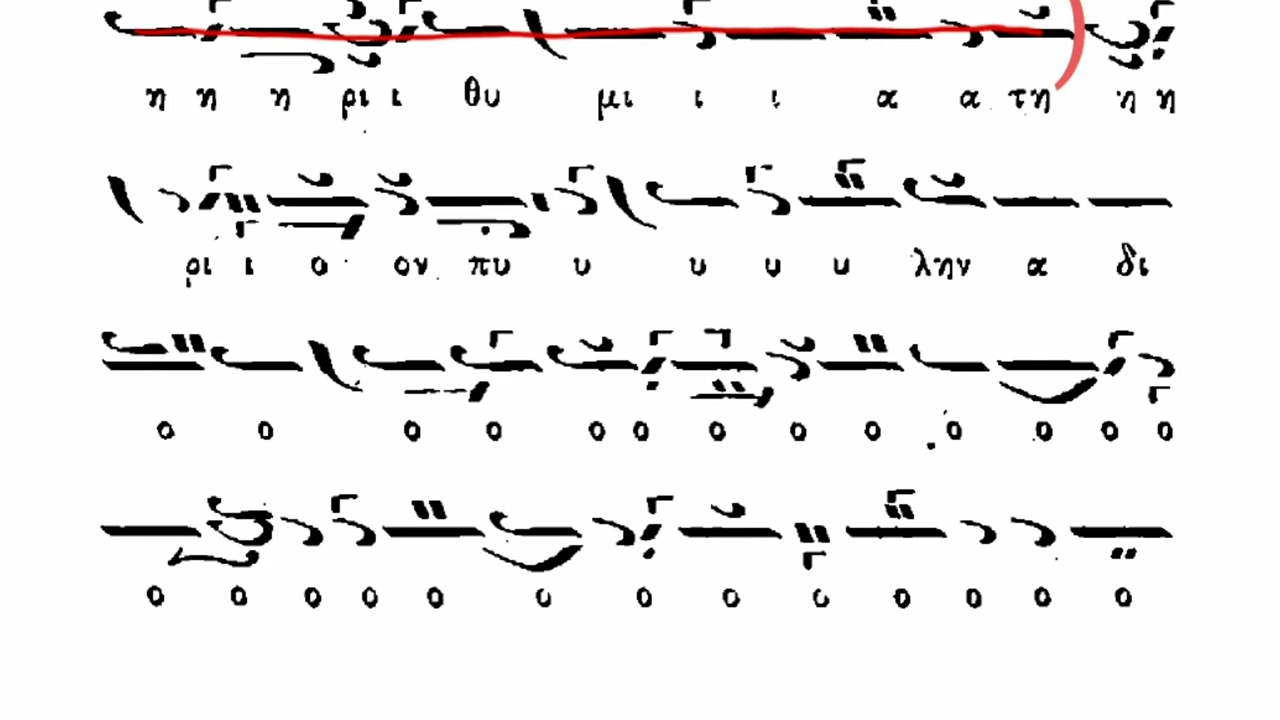 η η η ρι ι θυ μι ι ι α α τη η η
ρι ι ο ον πυ υ υ υ υ λην α δι
ο ο ο ο ο ο ο ο ο ο ο ο ο
ο ο ο ο ο ο ο ο ο ο ο ο ο